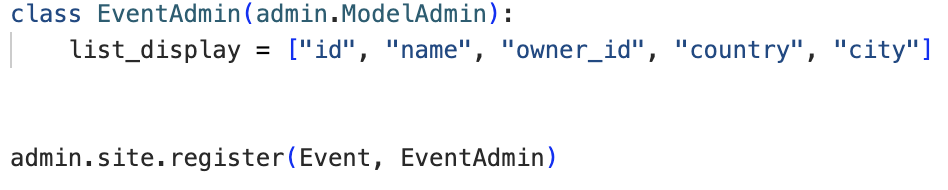 class EventAdmin(admin.ModelAdmin):
    list_display = ["id", "name", "owner_id", "country", "city"]
admin.site.register(Event, EventAdmin)